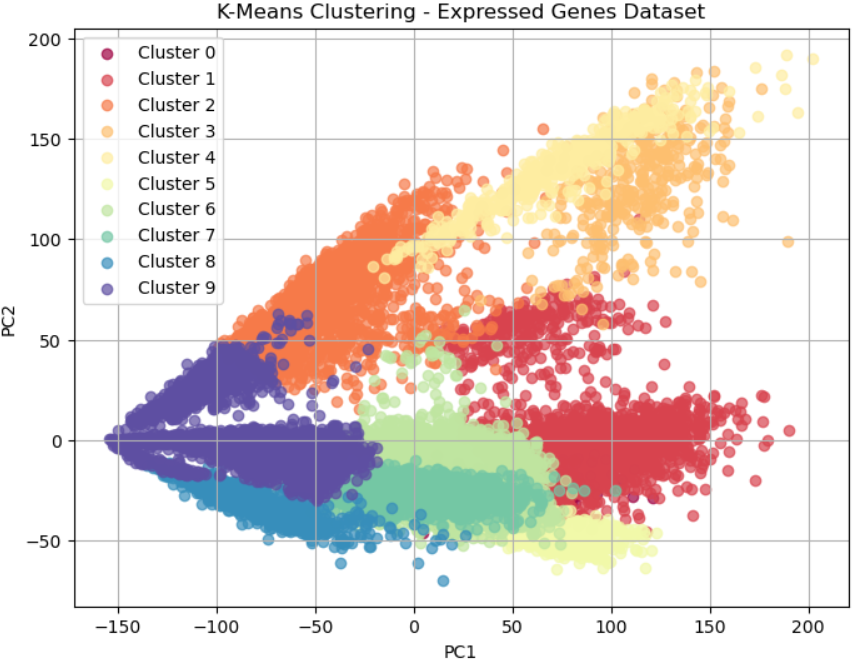 K-Means Clustering - Expressed Genes Dataset
Cluster 0
Cluster 1
Cluster 2
Cluster 3
Cluster 4
Cluster 5
Cluster 6
Cluster 7
Cluster 8
Cluster 9
200
150
100
50
0
−50
PC2
−150 −100 −50 0 50 100 150 200
PC1